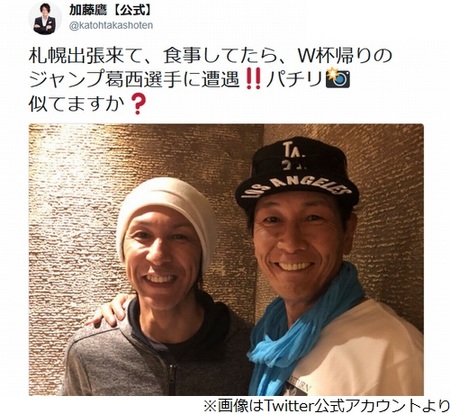 加藤鷹【公式】
@katohtakashoten
札幌出張来て、食事してたら、W杯帰りの
ジャンプ葛西選手に遭遇‼パチリ📸
似てますか❓
TA.
LOS ANGELES
※画像はTwitter公式アカウントより